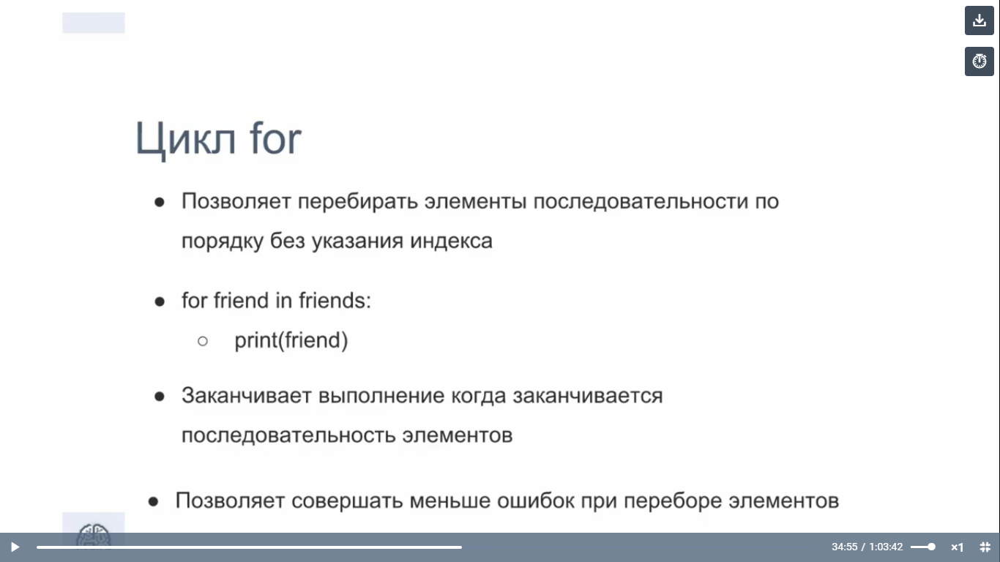 Цикл for
● Позволяет перебирать элементы последовательности по
порядку без указания индекса
● for friend in friends:
○ print(friend)
● Заканчивает выполнение когда заканчивается
последовательность элементов
● Позволяет совершать меньше ошибок при переборе элементов
34:55 / 1:03:42 ×1